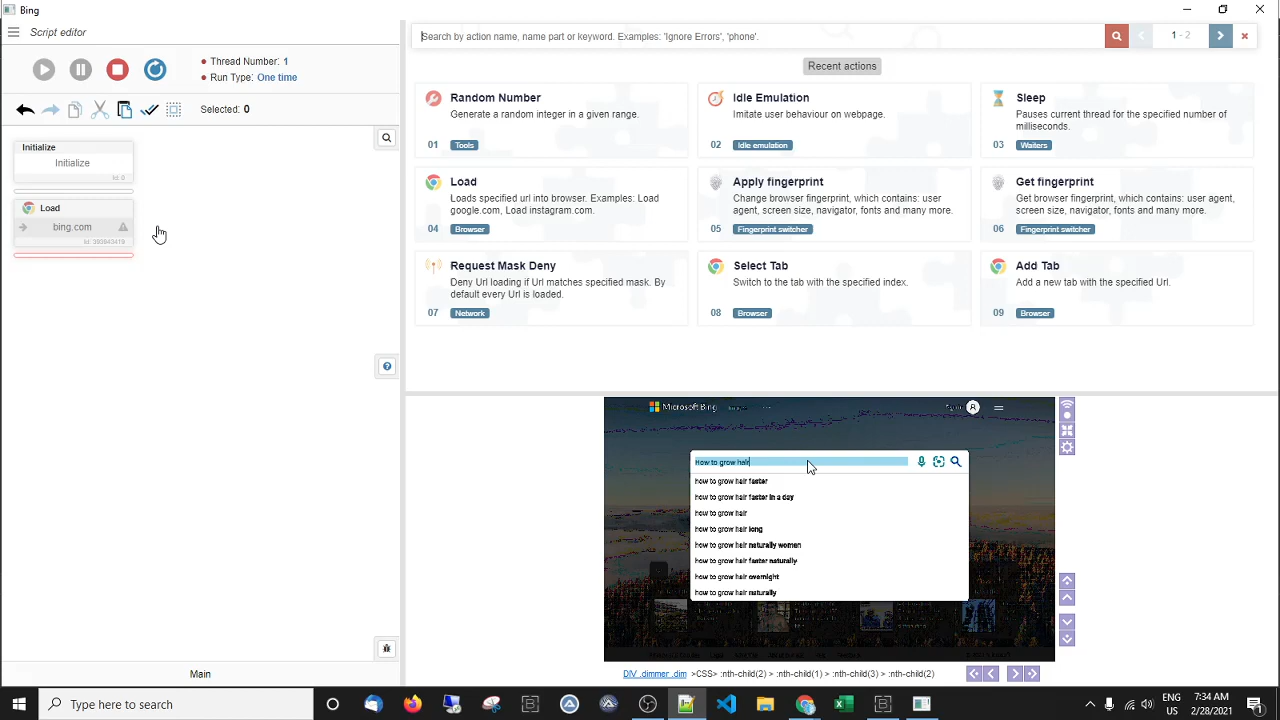 Bing
Script editor
Thread Number: 1
Run Type: One time
Selected: 0
Initialize
Initialize
Id: 0
Load
bing.com
Id: 393943419
Main
Search by action name, name part or keyword. Examples: 'Ignore Errors', 'phone'.
1 - 2
Recent actions
Random Number
Generate a random integer in a given range.
01 Tools
Idle Emulation
Imitate user behaviour on webpage.
02 Idle emulation
Sleep
Pauses current thread for the specified number of
milliseconds.
03 Waiters
Load
Loads specified url into browser. Examples: Load
google.com, Load instagram.com.
04 Browser
Apply fingerprint
Change browser fingerprint, which contains: user
agent, screen size, navigator, fonts and many more.
05 Fingerprint switcher
Get fingerprint
Get browser fingerprint, which contains: user agent,
screen size, navigator, fonts and many more.
06 Fingerprint switcher
Request Mask Deny
Deny Url loading if Url matches specified mask. By
default every Url is loaded.
07 Network
Select Tab
Switch to the tab with the specified index.
08 Browser
Add Tab
Add a new tab with the specified Url.
09 Browser
Microsoft Bing
How to grow hair
how to grow hair faster
how to grow hair faster in a day
how to grow hair
how to grow hair long
how to grow hair naturally women
how to grow hair faster naturally
how to grow hair overnight
how to grow hair naturally
DIV .dimmer .dim >CSS> :nth-child(2) > :nth-child(1) > :nth-child(3) > :nth-child(2)
Type here to search
ENG
US
7:34 AM
2/28/2021